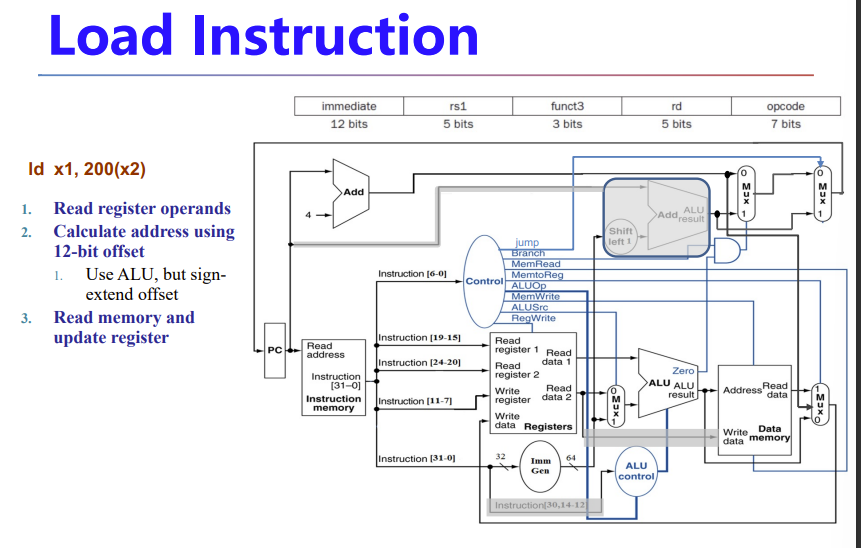 Load Instruction
immediate rs1 funct3 rd opcode
12 bits 5 bits 3 bits 5 bits 7 bits
ld x1, 200(x2)
1. Read register operands
2. Calculate address using
12-bit offset
1. Use ALU, but sign-
extend offset
3. Read memory and
update register
Add
4
Shift
left 1
Add ALU
result
0
M
u
x
1
0
M
u
x
1
Instruction [6-0]
Control
jump
Branch
MemRead
MemtoReg
ALUOp
MemWrite
ALUSrc
RegWrite
PC
Read
address
Instruction
[31–0]
Instruction
memory
Instruction [19-15]
Instruction [24-20]
Instruction [11-7]
Instruction [31-0]
Read
register 1
Read
data 1
Read
register 2
Write
register
Read
data 2
Write
data
Registers
0
M
u
x
1
Zero
ALU ALU
result
Address
Read
data
Write
data
Data
memory
1
M
u
x
0
32
Imm
Gen
64
ALU
control
Instruction[30,14-12]